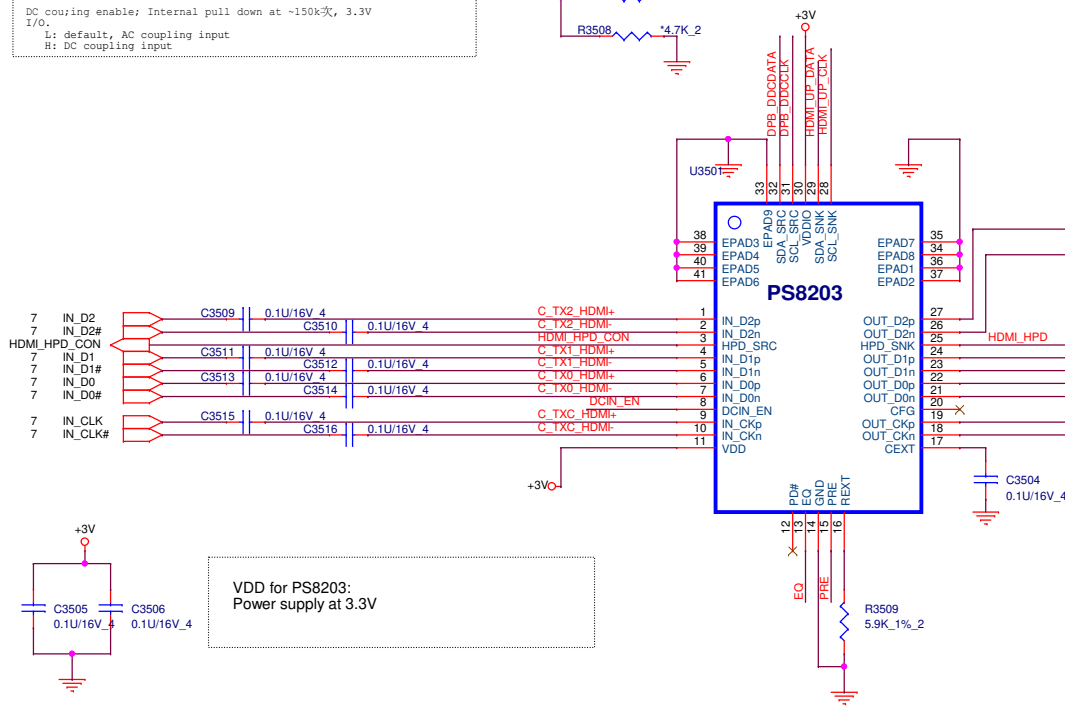 DC cou;ing enable; Internal pull down at ~150k次, 3.3V
I/O.
L: default, AC coupling input
H: DC coupling input
R3508
*4.7K_2
+3V
DPB_DDCDATA
DPB_DDCCLK
HDMI_UP_DATA
HDMI_UP_CLK
U3501
33
32
31
30
29
28
EPAD9
SDA_SRC
SCL_SRC
VDDIO
SDA_SNK
SCL_SNK
38 EPAD3
39 EPAD4
40 EPAD5
41 EPAD6
EPAD7 35
EPAD8 34
EPAD1 36
EPAD2 37
PS8203
7 IN_D2 C3509 0.1U/16V_4 C_TX2_HDMI+ 1 IN_D2p
7 IN_D2# C3510 0.1U/16V_4 C_TX2_HDMI- 2 IN_D2n
HDMI_HPD_CON HDMI_HPD_CON 3 HPD_SRC
7 IN_D1 C3511 0.1U/16V_4 C_TX1_HDMI+ 4 IN_D1p
7 IN_D1# C3512 0.1U/16V_4 C_TX1_HDMI- 5 IN_D1n
7 IN_D0 C3513 0.1U/16V_4 C_TX0_HDMI+ 6 IN_D0p
7 IN_D0# C3514 0.1U/16V_4 C_TX0_HDMI- 7 IN_D0n
DCIN_EN 8 DCIN_EN
7 IN_CLK C3515 0.1U/16V_4 C_TXC_HDMI+ 9 IN_CKp
7 IN_CLK# C3516 0.1U/16V_4 C_TXC_HDMI- 10 IN_CKn
11 VDD
OUT_D2p 27
OUT_D2n 26
HPD_SNK 25 HDMI_HPD
OUT_D1p 24
OUT_D1n 23
OUT_D0p 22
OUT_D0n 21
CFG 20
OUT_CKp 19
OUT_CKn 18
CEXT 17
+3V
C3504
0.1U/16V_4
PD#
EQ
GND
PRE
REXT
12
13
14
15
16
EQ
PRE
R3509
5.9K_1%_2
+3V
C3505
0.1U/16V_4
C3506
0.1U/16V_4
VDD for PS8203:
Power supply at 3.3V